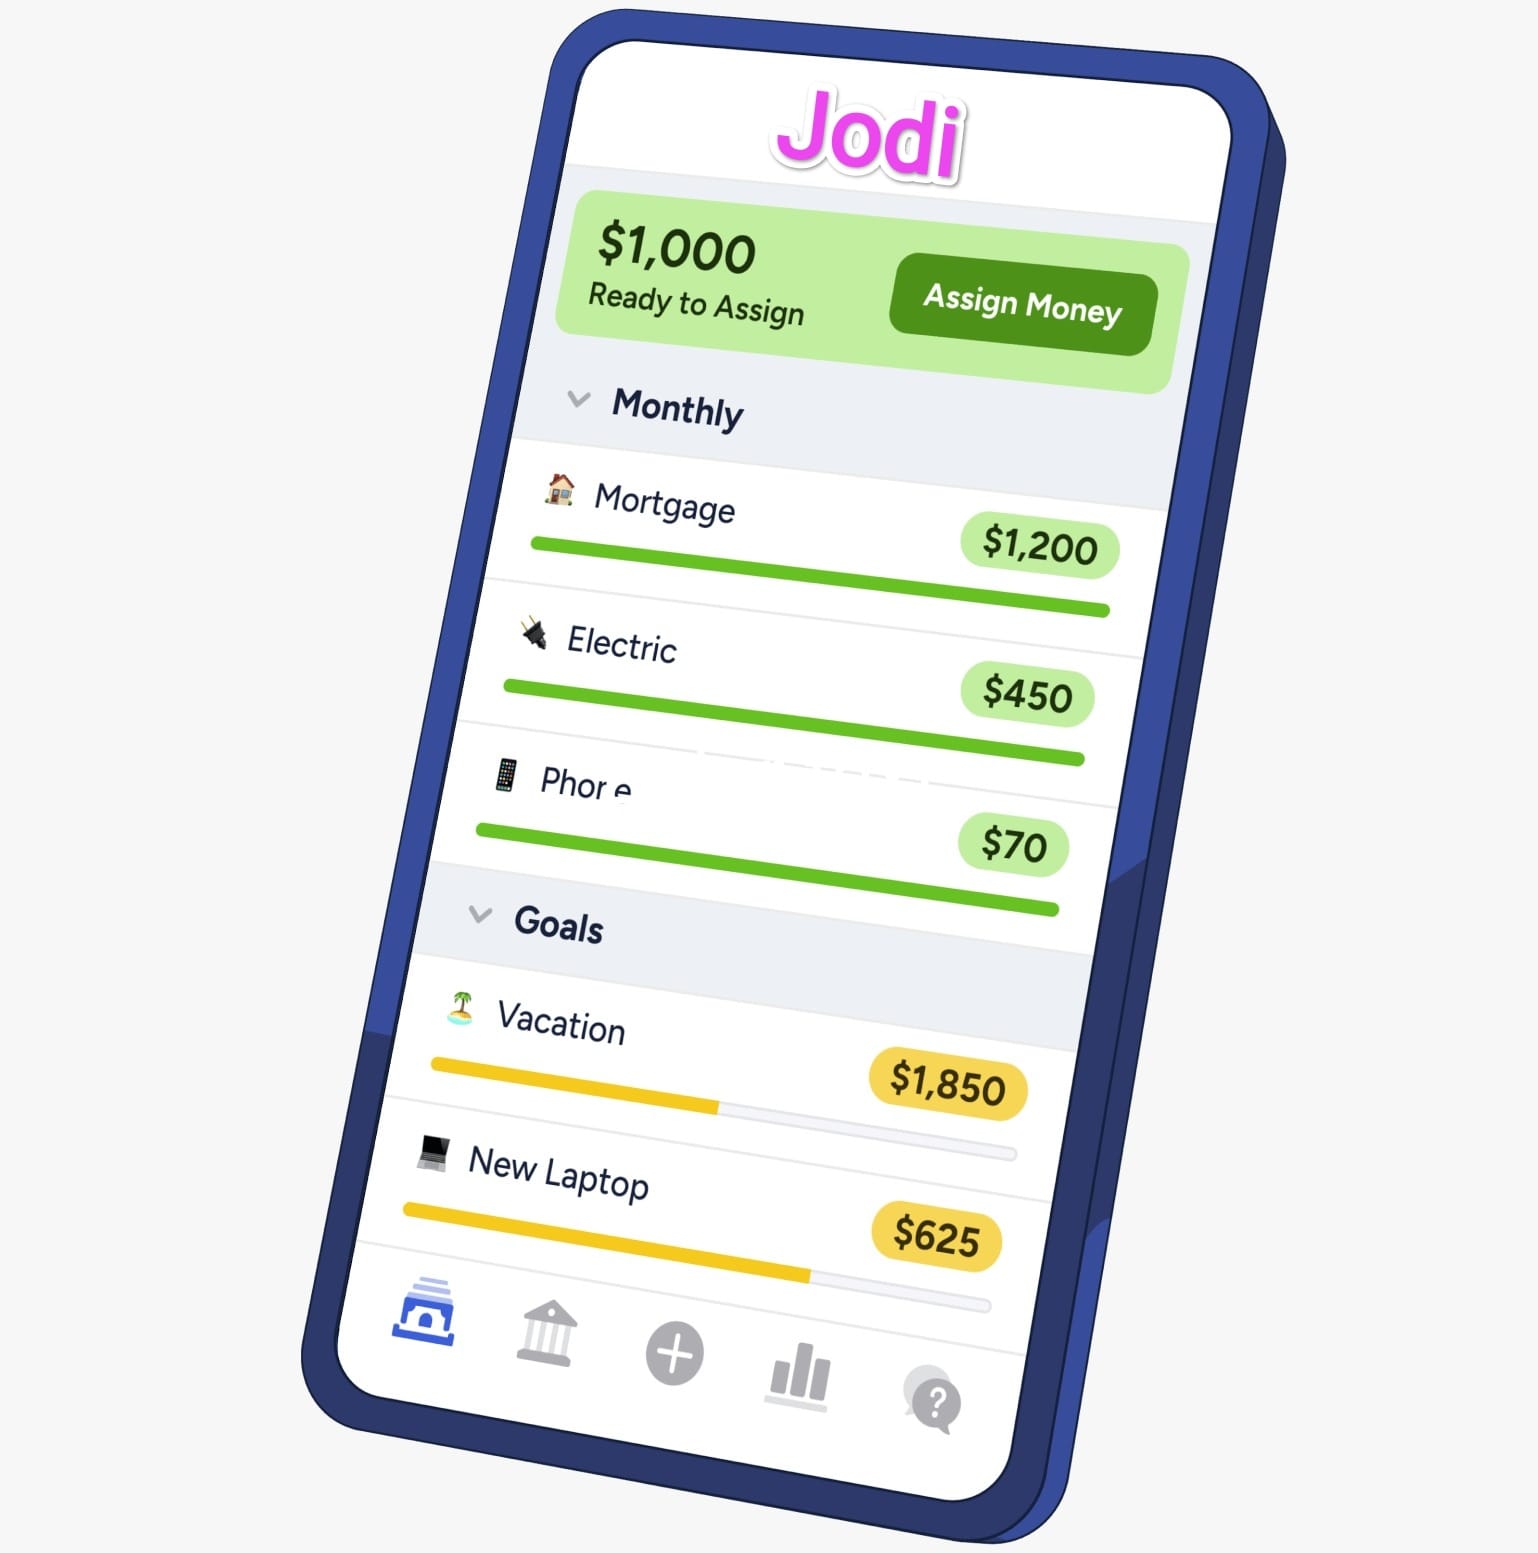 Jodi
$1,000
Ready to Assign
Assign Money
Monthly
Mortgage
$1,200
Electric
$450
Phor e
$70
Goals
Vacation
$1,850
New Laptop
$625
?